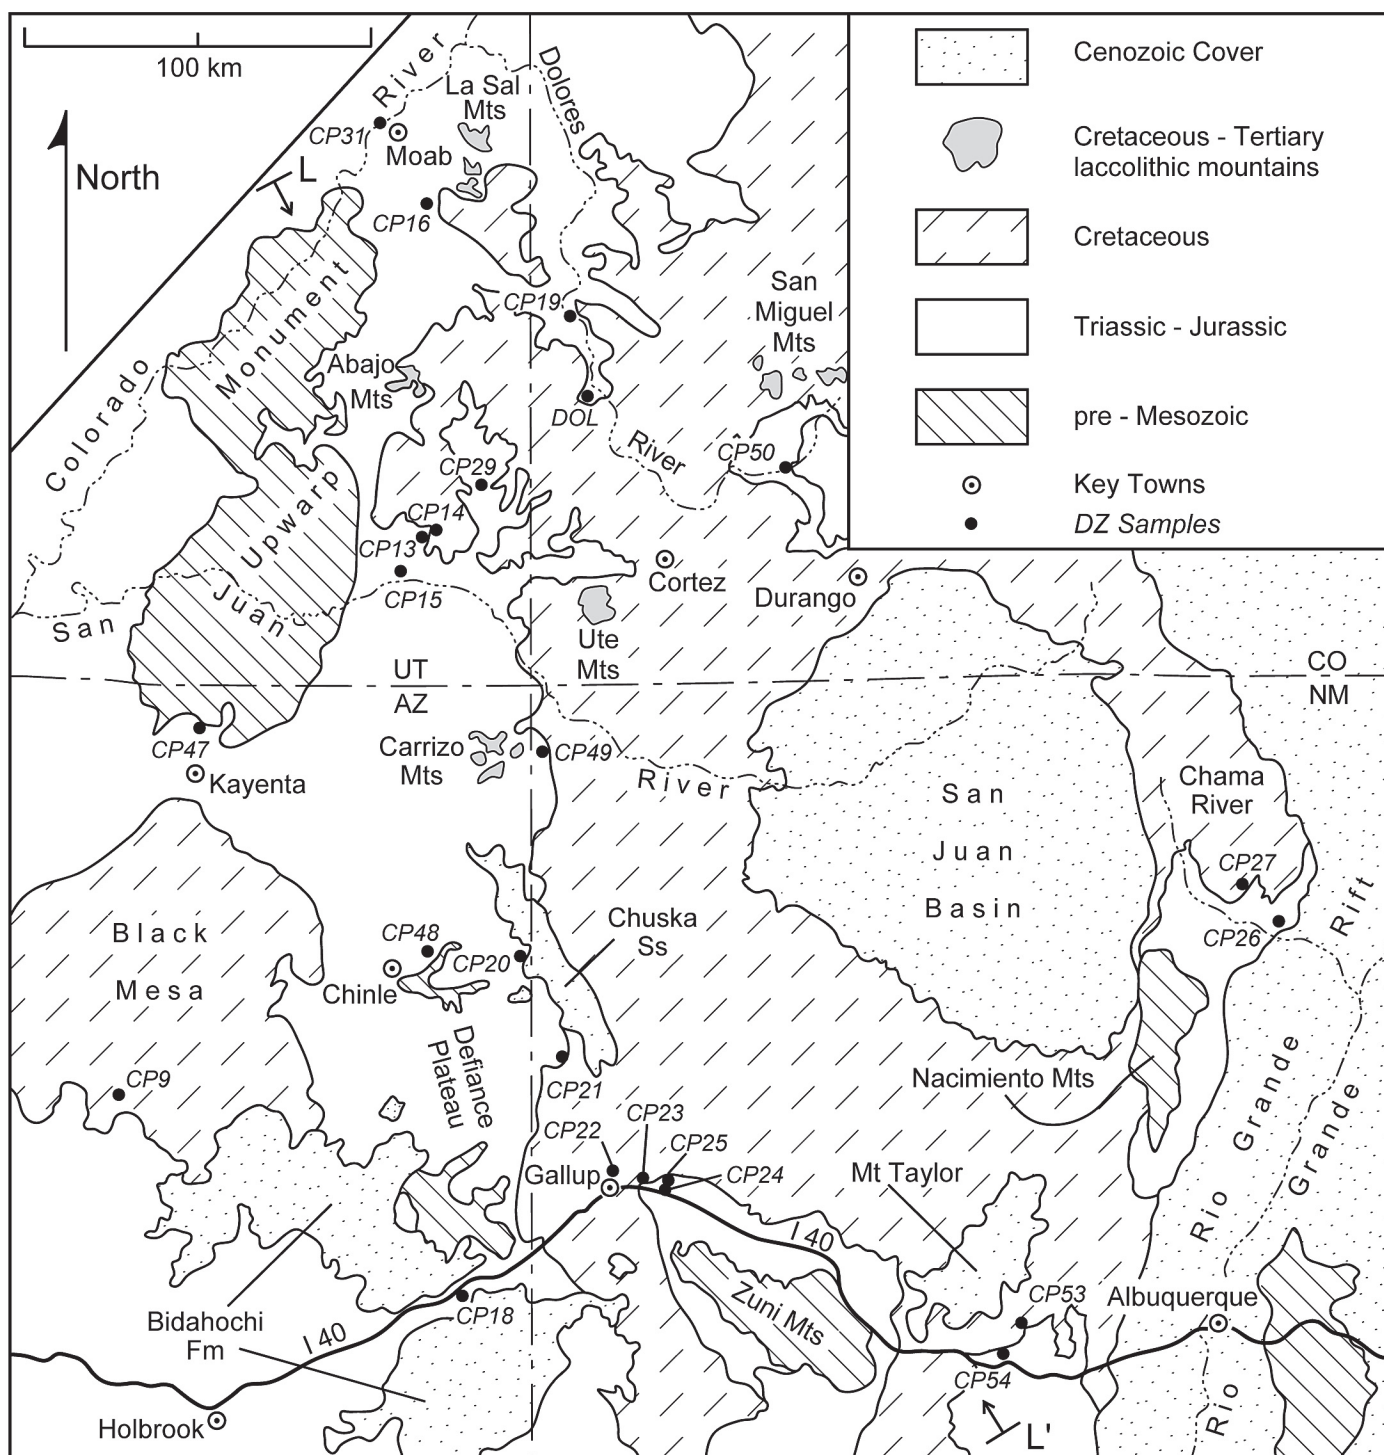 100 km
North
River
Dolores
La Sal
Mts
CP31
Moab
L
CP16
Cenozoic Cover
Cretaceous - Tertiary
laccolithic mountains
Cretaceous
Triassic - Jurassic
pre - Mesozoic
Key Towns
DZ Samples
Monument
Upwarp
Colorado
CP19
San
Miguel
Mts
Abajo
Mts
DOL
River
CP50
CP29
CP14
CP13
CP15
San
Juan
Cortez
Durango
Ute
Mts
UT
AZ
CO
NM
CP47
Kayenta
Carrizo
Mts
CP49
River
San
Juan
Basin
Chama
River
CP27
CP26
Black
Mesa
CP48
Chinle
CP20
Chuska
Ss
Defiance
Plateau
CP9
CP21
Nacimiento Mts
Rio Grande Rift
Rio Grande
CP22
CP23
CP25
CP24
Gallup
Mt Taylor
I 40
Zuni Mts
CP53
Albuquerque
Bidahochi
Fm
I 40
CP18
CP54
Holbrook
L'